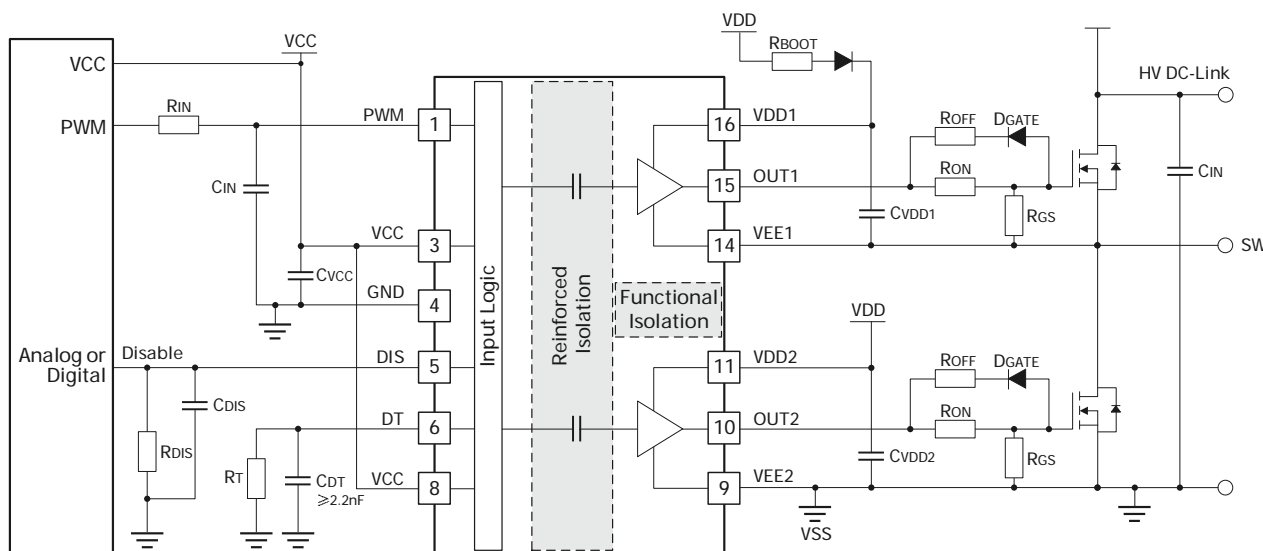 VCC
PWM
Analog or
Digital
VCC
RIN
CIN
CVCC
Disable
RDIS
CDIS
RT
CDT
≥2.2nF
PWM
VCC
GND
DIS
DT
VCC
1
3
4
5
6
8
Input Logic
Reinforced
Isolation
Functional
Isolation
16
15
14
11
10
9
VDD1
OUT1
VEE1
VDD2
OUT2
VEE2
VDD
RBOOT
CVDD1
ROFF
DGATE
RON
RGS
HV DC-Link
CIN
SW
VDD
CVDD2
ROFF
DGATE
RON
RGS
VSS